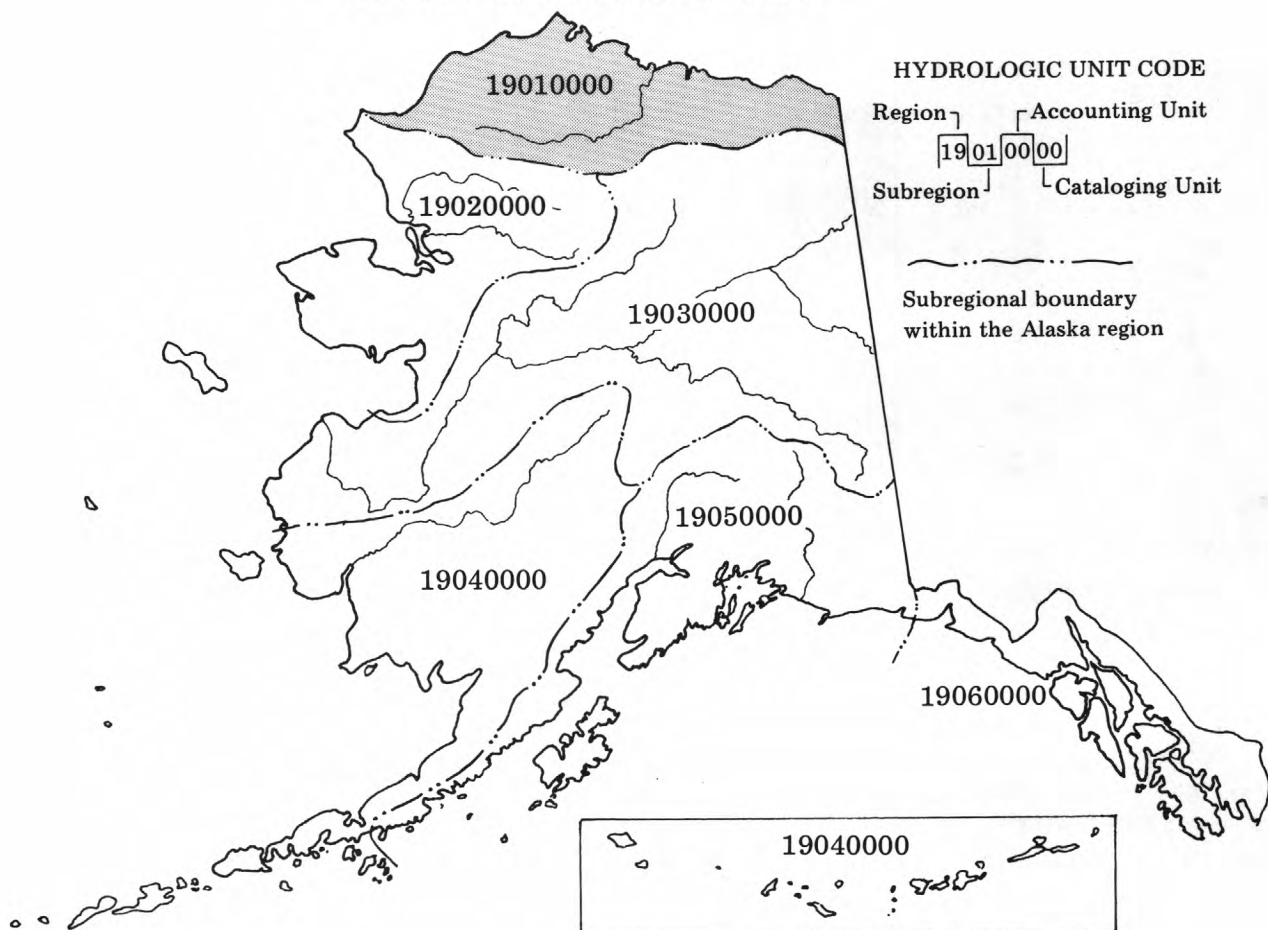 19010000
HYDROLOGIC UNIT CODE
Region
Accounting Unit
19 01 00 00
Subregion
Cataloging Unit
19020000
19030000
Subregional boundary
within the Alaska region
19050000
19040000
19060000
19040000